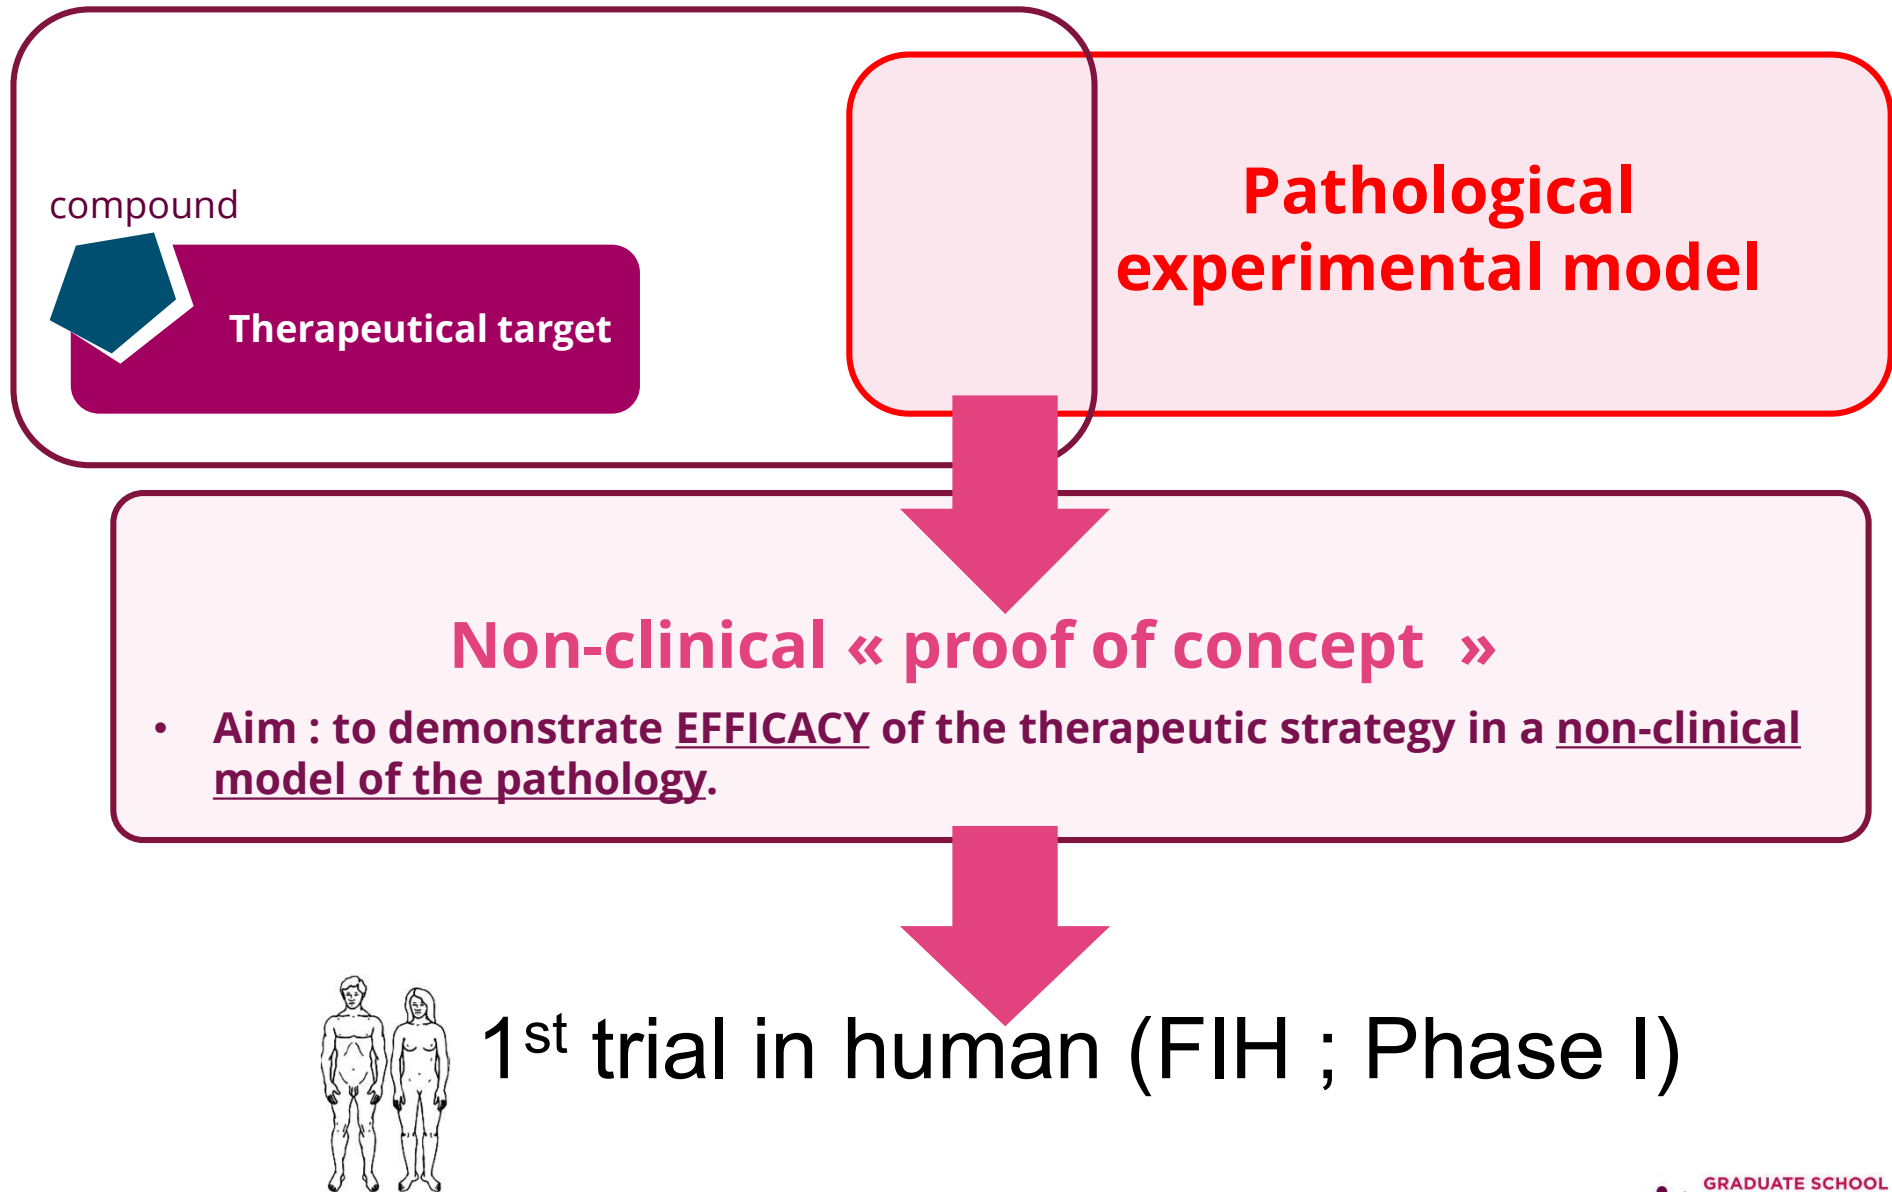 compound
Therapeutical target
Pathological
experimental model
Non-clinical « proof of concept  »
• Aim : to demonstrate EFFICACY of the therapeutic strategy in a non-clinical
model of the pathology.
1st trial in human (FIH ; Phase I)
GRADUATE SCHOOL